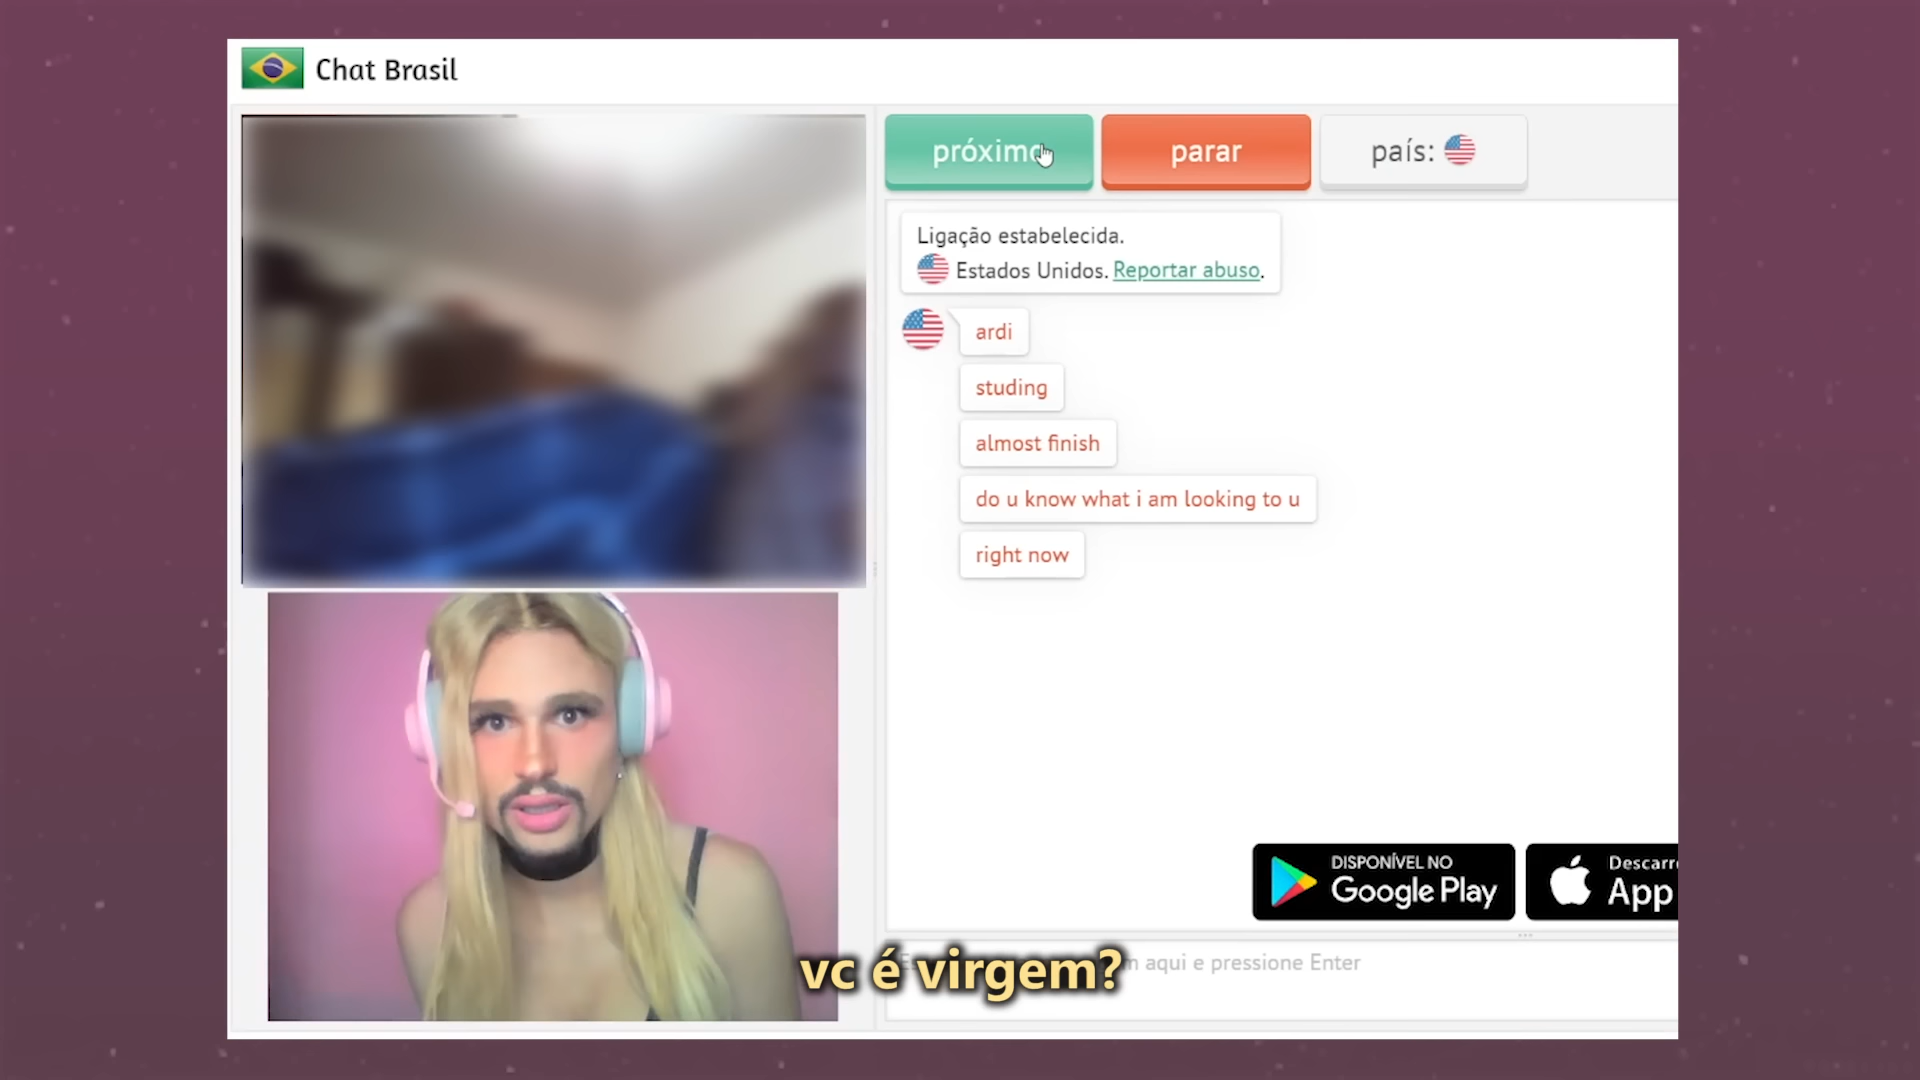 Chat Brasil
próximo
parar
país:
Ligação estabelecida.
Estados Unidos. Reportar abuso.
ardi
studing
almost finish
do u know what i am looking to u
right now
DISPONÍVEL NO
Google Play
Descarr
App
aqui e pressione Enter
vc é virgem?